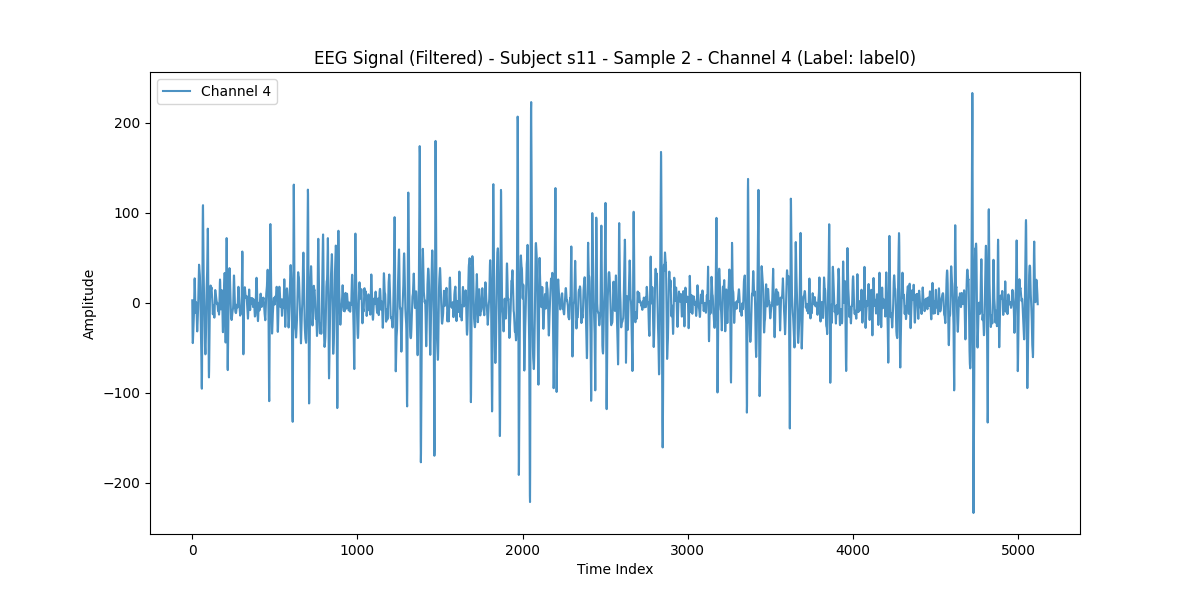 EEG Signal (Filtered) - Subject s11 - Sample 2 - Channel 4 (Label: label0)
Channel 4
Amplitude
200
100
0
−100
−200
0 1000 2000 3000 4000 5000
Time Index